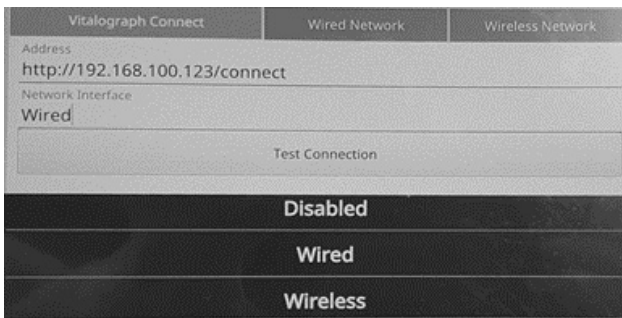 Vitalograph Connect Wired Network Wireless Network
Address
http://192.168.100.123/connect
Network Interface
Wired
Test Connection
Disabled
Wired
Wireless